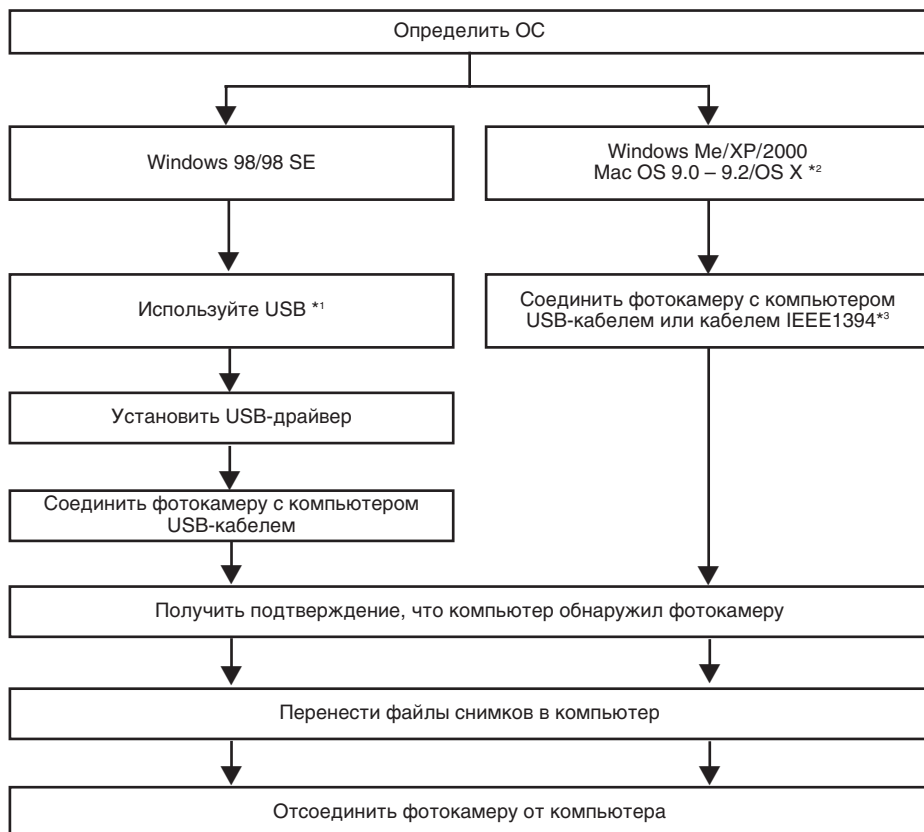 Определить ОС
Windows 98/98 SE
Windows Me/XP/2000
Mac OS 9.0 – 9.2/OS X *2
Используйте USB *1
Соединить фотокамеру с компьютером
USB-кабелем или кабелем IEEE1394*3
Установить USB-драйвер
Соединить фотокамеру с компьютером
USB-кабелем
Получить подтверждение, что компьютер обнаружил фотокамеру
Перенести файлы снимков в компьютер
Отсоединить фотокамеру от компьютера